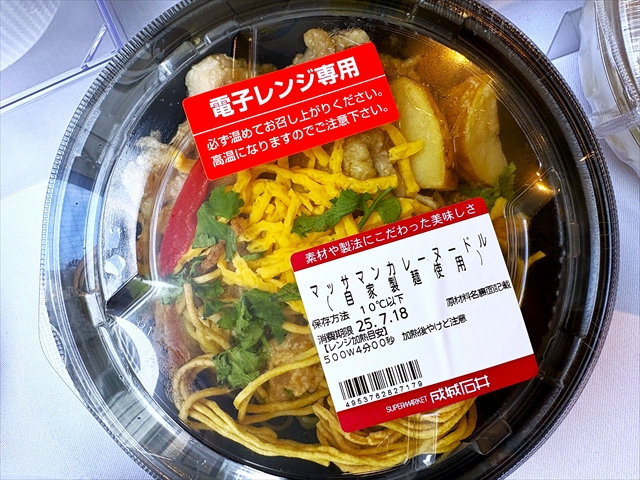 電子レンジ専用
必ず温めてお召し上がりください。
高温になりますのでご注意下さい。
素材や製法にこだわった美味しさ
マッサマンカレーヌードル
(自家製麺使用)
保存方法 10℃以下
消費期限 25.7.18 原材料名裏面記載
【レンジ加熱目安】
500W4分00秒 加熱後やけど注意
4953762827179
SUPERMARKET 成城石井